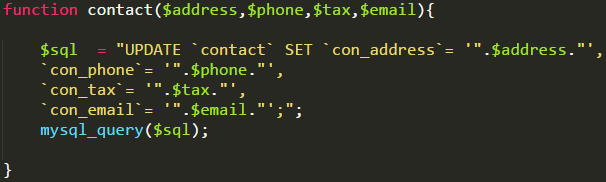 function contact($address,$phone,$tax,$email){
$sql  = "UPDATE `contact` SET `con_address`= '".$address."',
`con_phone`= '".$phone."',
`con_tax`= '".$tax."',
`con_email`= '".$email."';";
mysql_query($sql);
}